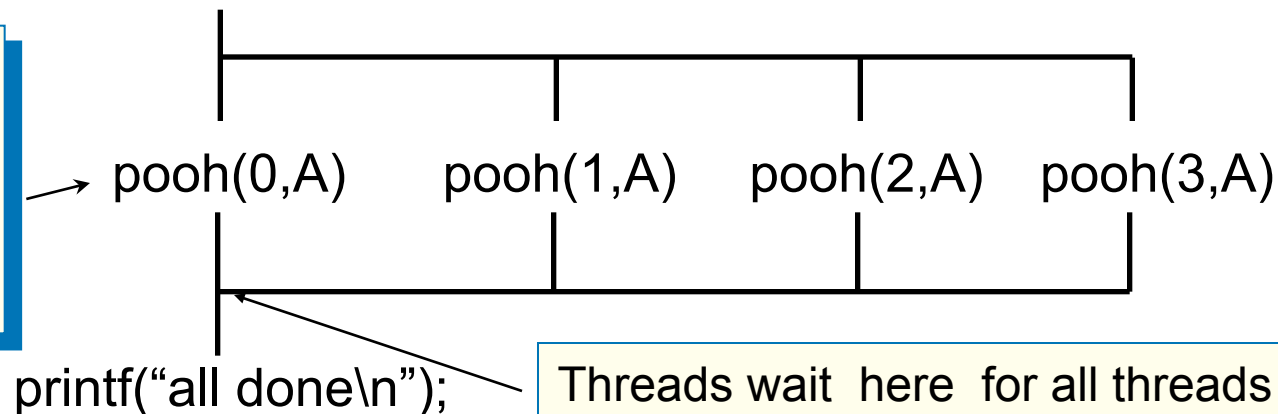 pooh(0,A) pooh(1,A) pooh(2,A) pooh(3,A)
printf(“all done\n”);
Threads wait here for all threads